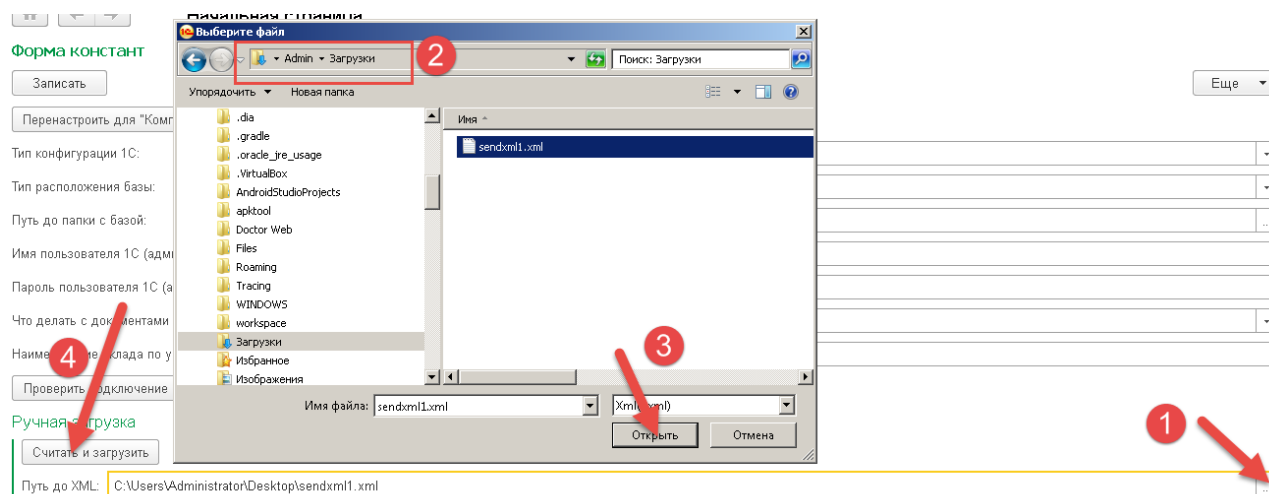 Начальная страница
Форма констант
Записать
Еще
Перенастроить для "Комп
Тип конфигурации 1С:
Тип расположения базы:
Путь до папки с базой:
Имя пользователя 1С (адми
Пароль пользователя 1С (а
Что делать с документами
Наименование склада по у
Проверить подключение
Ручная загрузка
Считать и загрузить
Путь до XML: C:\Users\Administrator\Desktop\sendxml1.xml
Выберите файл
Admin Загрузки
Поиск: Загрузки
Упорядочить Новая папка
Имя
.dia
.gradle
.oracle_jre_usage
.VirtualBox
AndroidStudioProjects
apktool
Doctor Web
Files
Roaming
Tracing
WINDOWS
workspace
Загрузки
Избранное
Изображения
sendxml1.xml
Имя файла: sendxml1.xml
Xml(*.xml)
Открыть Отмена
1
2
3
4